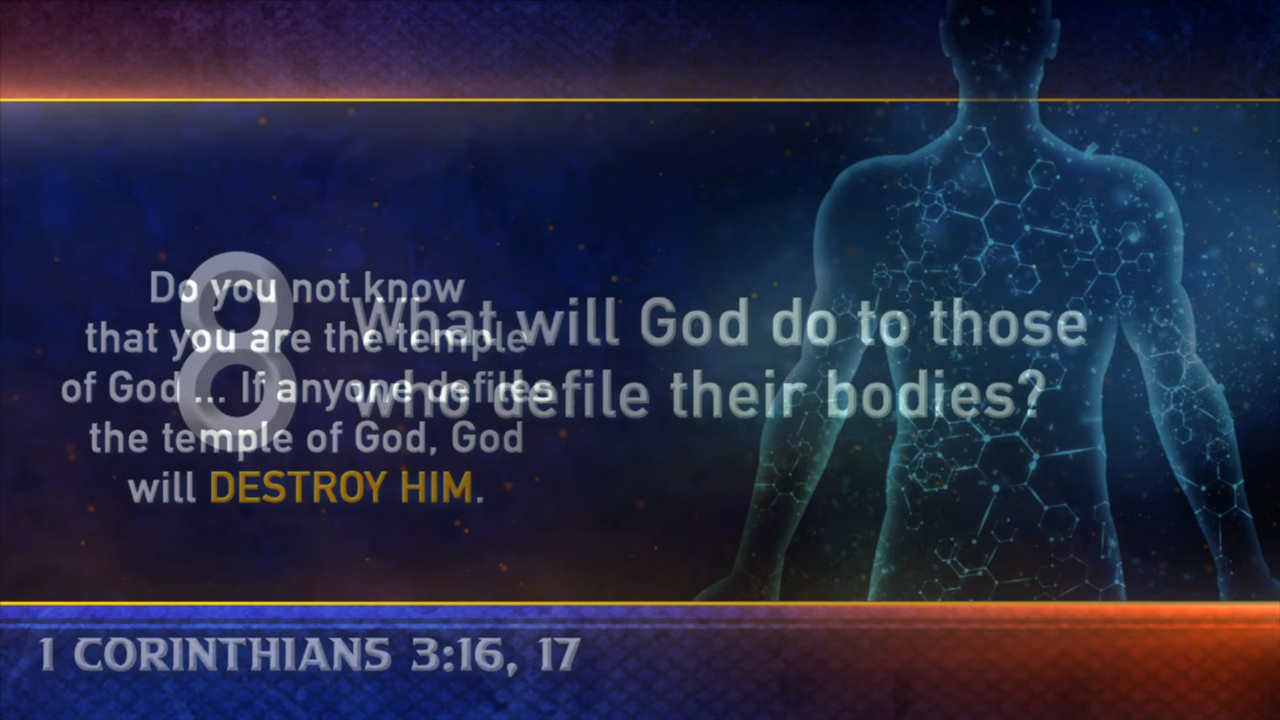 8
What will God do to those
who defile their bodies?
Do you not know
that you are the temple
of God ... If anyone defiles
the temple of God, God
will DESTROY HIM.
1 CORINTHIANS 3:16, 17